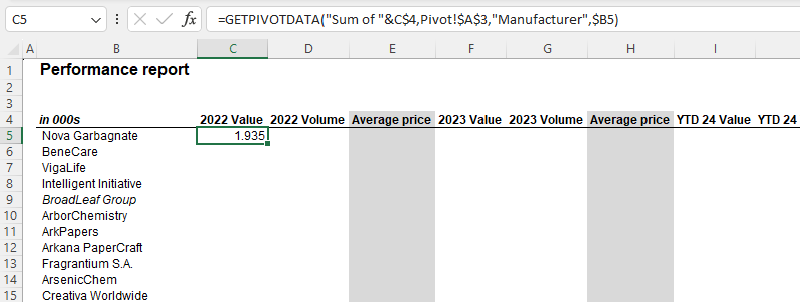 C5 fx =GETPIVOTDATA("Sum of "&C$4,Pivot!$A$3,"Manufacturer",$B5)
A B C D E F G H I
1 Performance report
2
3
4 in 000s 2022 Value 2022 Volume Average price 2023 Value 2023 Volume Average price YTD 24 Value YTD 24
5 Nova Garbagnate 1.935
6 BeneCare
7 VigaLife
8 Intelligent Initiative
9 BroadLeaf Group
10 ArborChemistry
11 ArkPapers
12 Arkana PaperCraft
13 Fragrantium S.A.
14 ArsenicChem
15 Creativa Worldwide